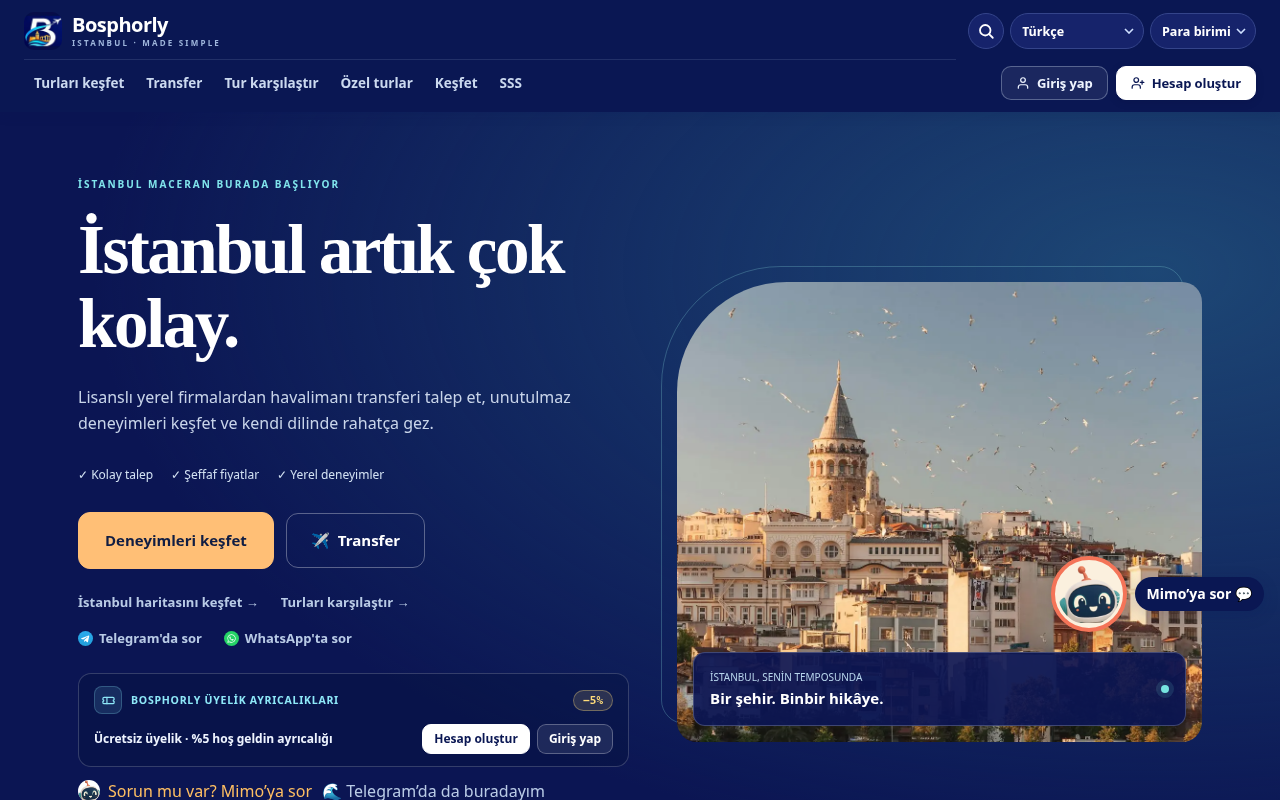 Bosphorly
ISTANBUL · MADE SIMPLE
Türkçe
Para birimi
Turları keşfet
Transfer
Tur karşılaştır
Özel turlar
Keşfet
SSS
Giriş yap
Hesap oluştur
İSTANBUL MACERAN BURADA BAŞLIYOR
İstanbul artık çok
kolay.
Lisanslı yerel firmalardan havalimanı transferi talep et, unutulmaz
deneyimleri keşfet ve kendi dilinde rahatça gez.
✓ Kolay talep
✓ Şeffaf fiyatlar
✓ Yerel deneyimler
Deneyimleri keşfet
✈️ Transfer
İstanbul haritasını keşfet →
Turları karşılaştır →
Telegram'da sor
WhatsApp'ta sor
BOSPHORLY ÜYELİK AYRICALIKLARI
−5%
Ücretsiz üyelik · %5 hoş geldin ayrıcalığı
Hesap oluştur
Giriş yap
Sorun mu var? Mimo’ya sor
🌊 Telegram’da da buradayım
Mimo’ya sor 💬
İSTANBUL, SENİN TEMPOSUNDA
Bir şehir. Binbir hikâye.